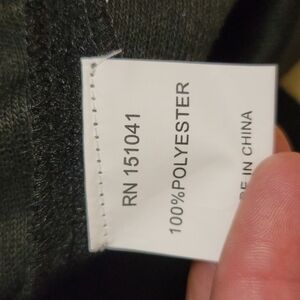 RN 151041
100%POLYESTER
IN CHINA